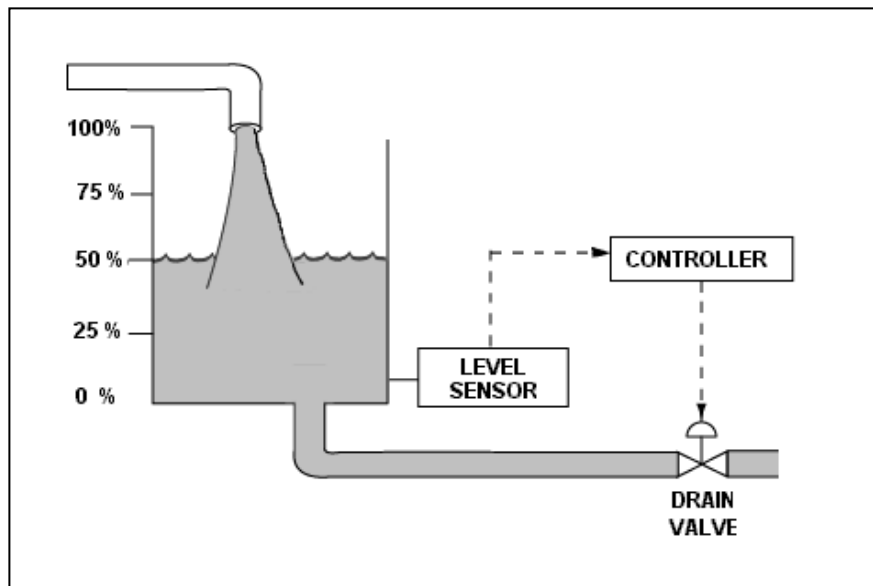 100%
75 %
50 %
25 %
0 %
CONTROLLER
LEVEL
SENSOR
DRAIN
VALVE